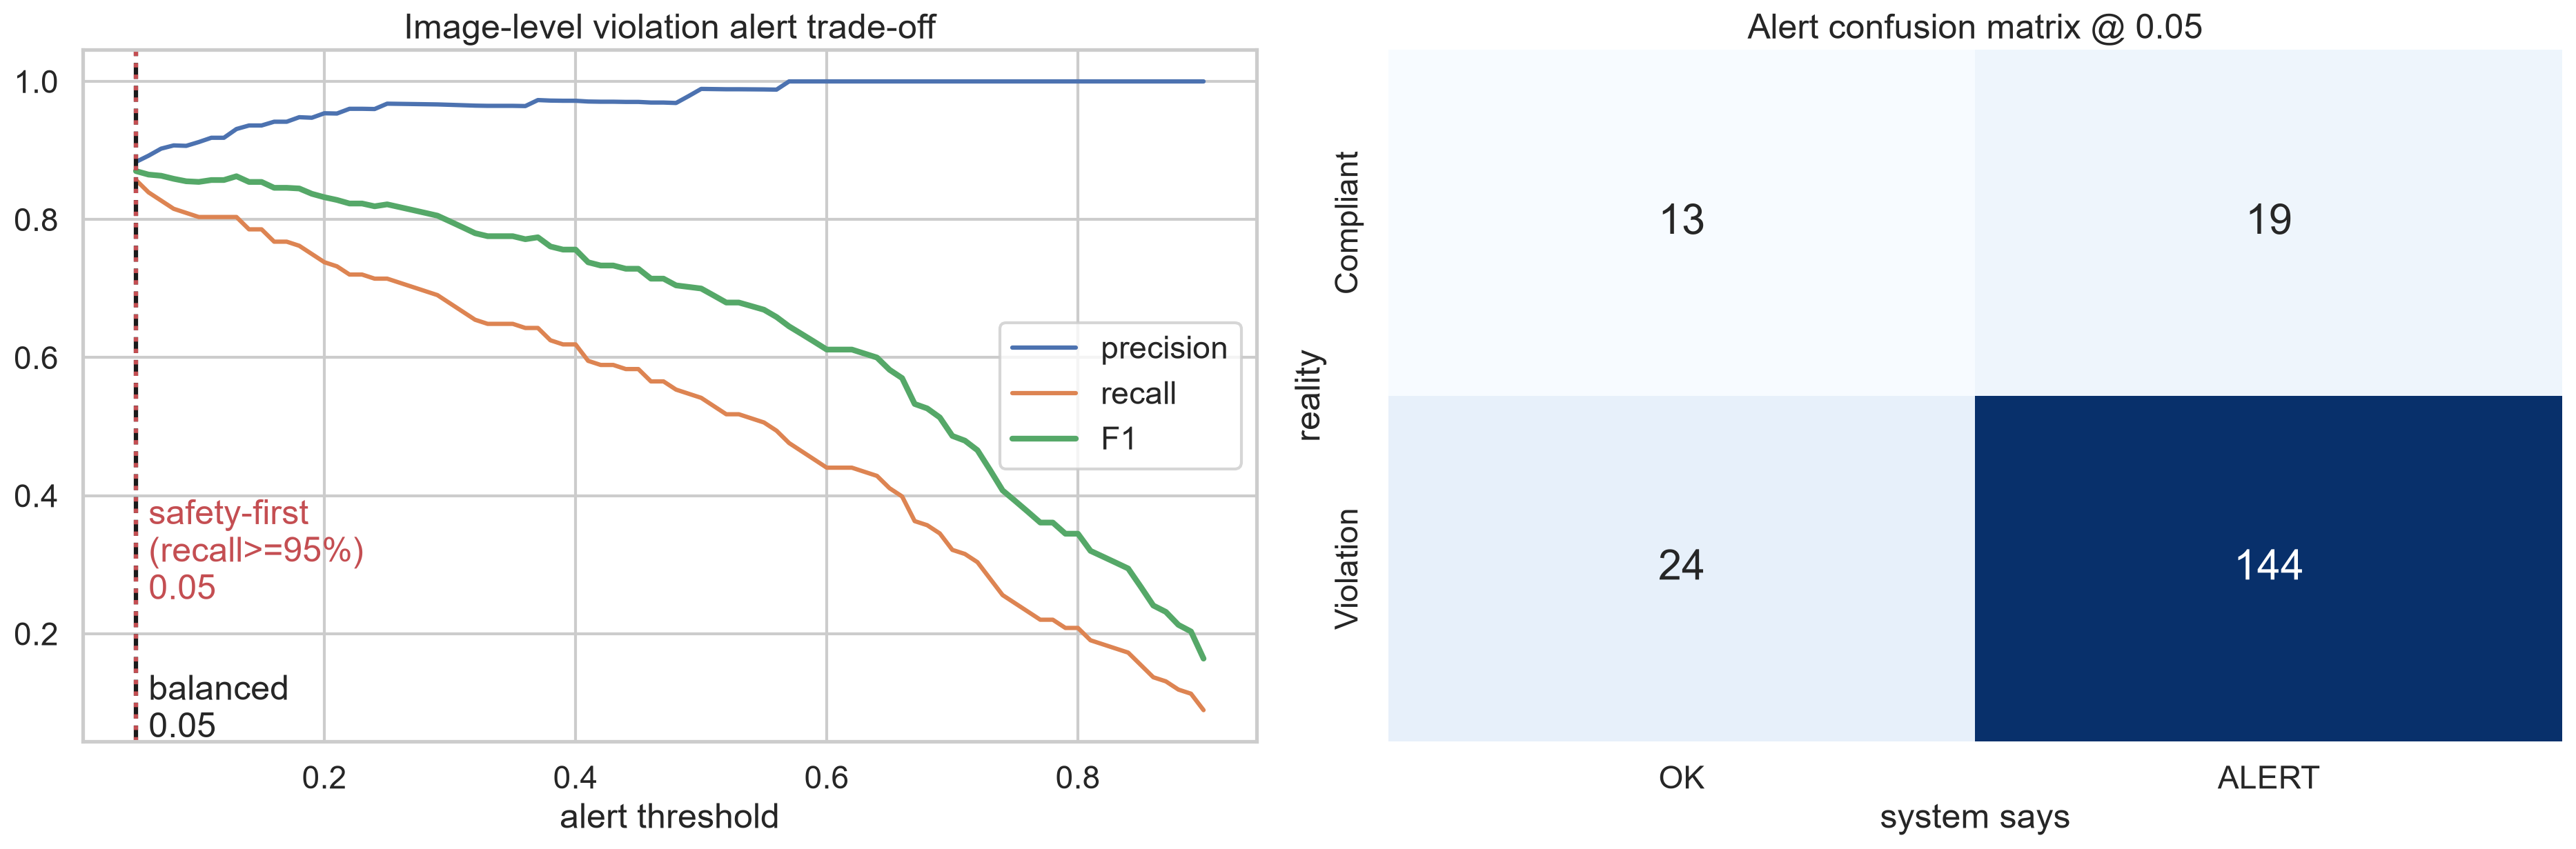 Image-level violation alert trade-off
1.0
0.8
0.6
0.4
0.2
precision
recall
F1
safety-first
(recall>=95%)
0.05
balanced
0.05
0.2
0.4
0.6
0.8
alert threshold
Alert confusion matrix @ 0.05
reality
Compliant
Violation
13
19
24
144
OK
ALERT
system says